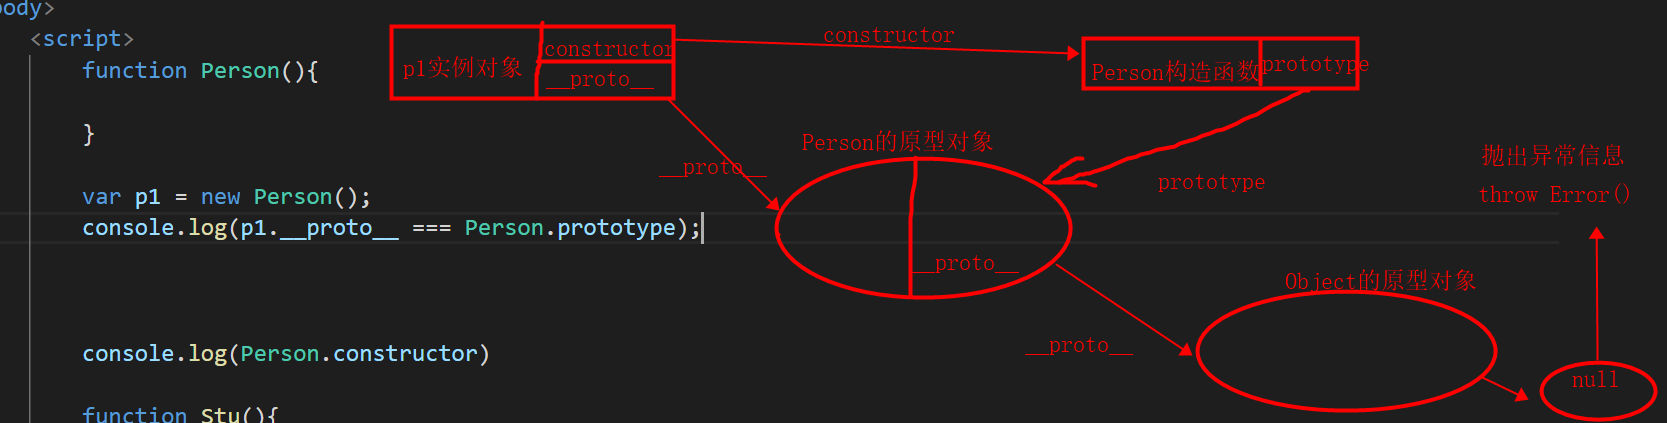 body>
<script>
function Person(){
}
var p1 = new Person();
console.log(p1.__proto__ === Person.prototype);
console.log(Person.constructor)
function Stu(){
p1实例对象
constructor
__proto__
constructor
Person构造函数
prototype
__proto__
Person的原型对象
__proto__
prototype
__proto__
Object的原型对象
null
抛出异常信息
throw Error()